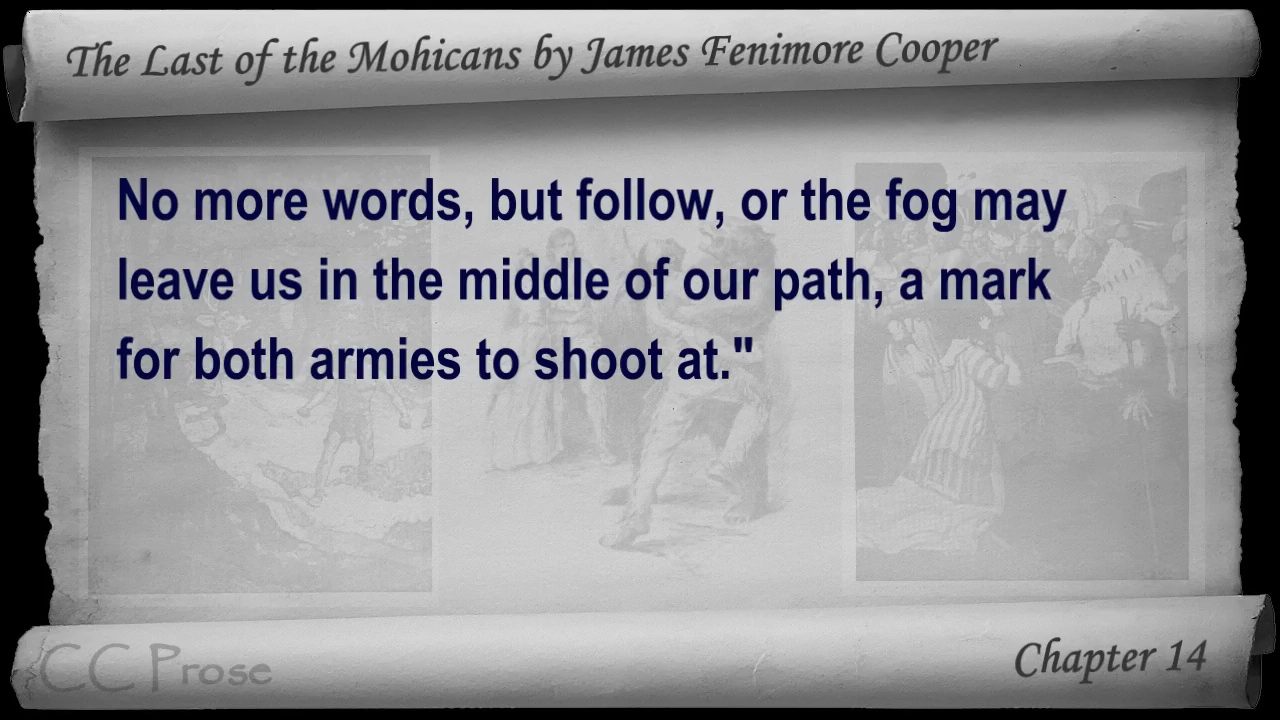 The Last of the Mohicans by James Fenimore Cooper
No more words, but follow, or the fog may
leave us in the middle of our path, a mark
for both armies to shoot at."
CC Prose
Chapter 14